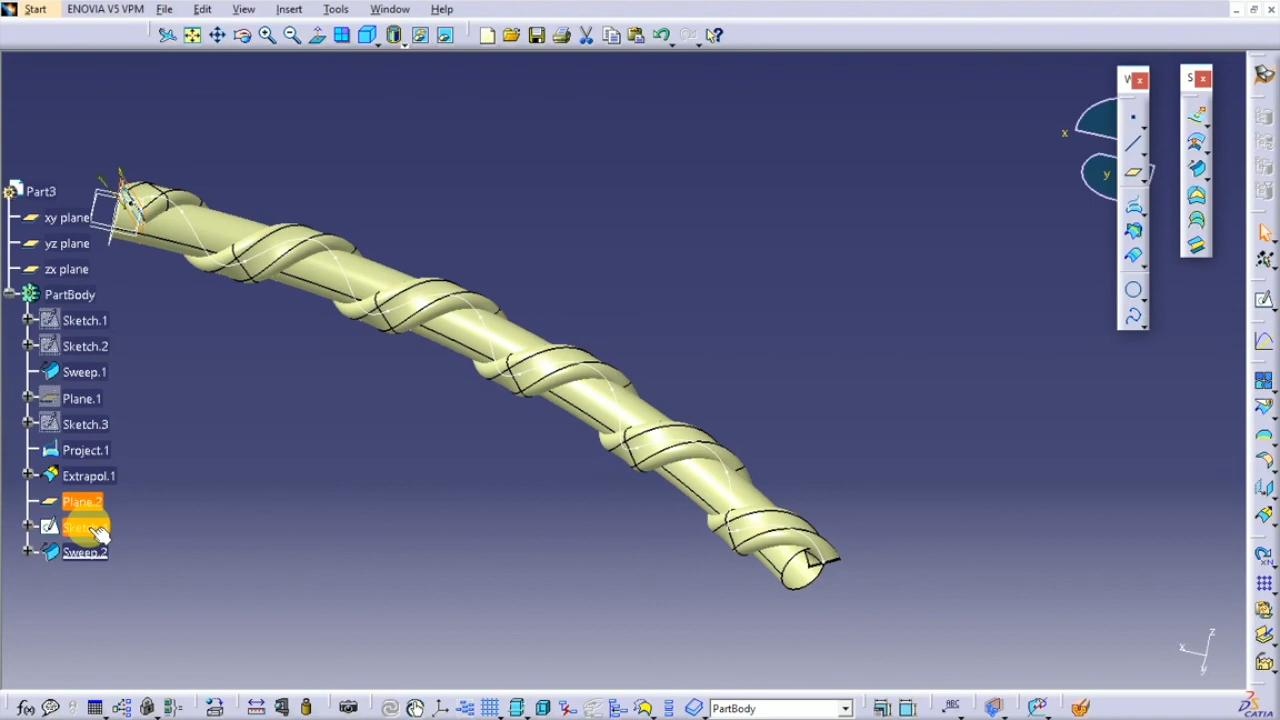 Start ENOVIA V5 VPM File Edit View Insert Tools Window Help
S
x
y
Part3
xy plane
yz plane
zx plane
PartBody
Sketch.1
Sketch.2
Sweep.1
Plane.1
Sketch.3
Project.1
Extrapol.1
Plane.2
Sweep.2
z
x
y
f(x)
PartBody
ABC
CATIA